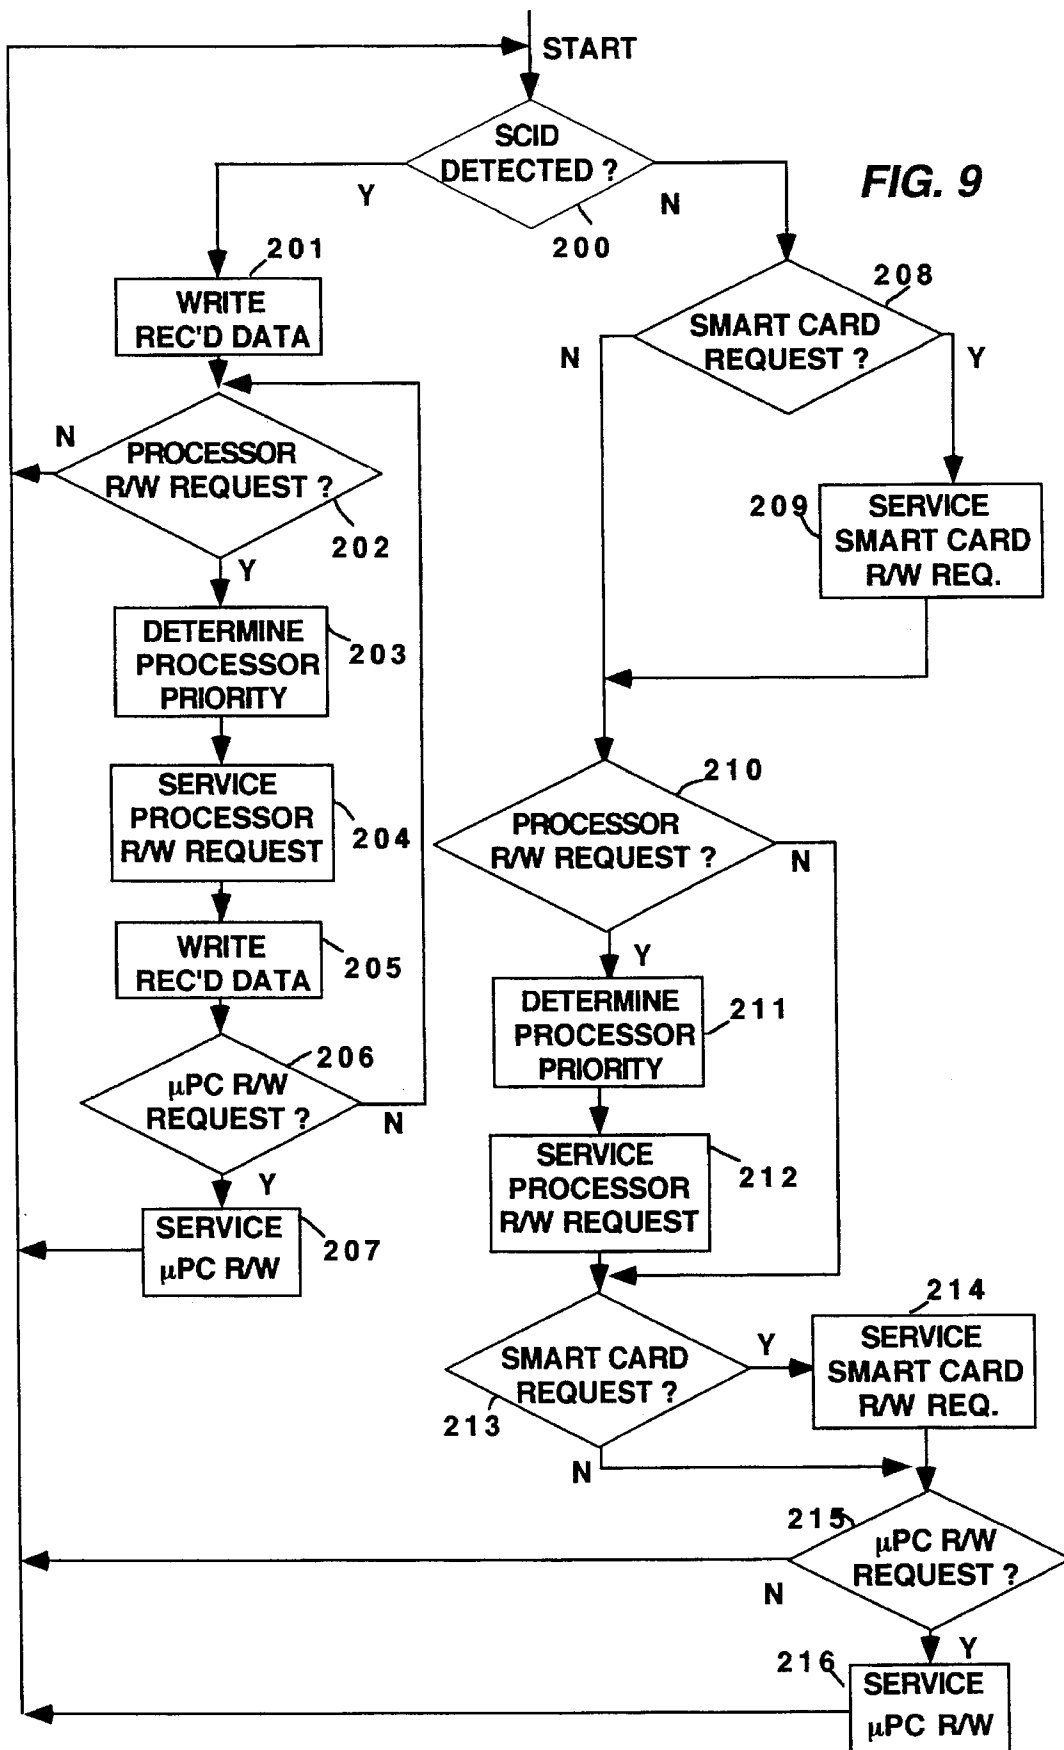 START
SCID
DETECTED ?
Y
N
200
FIG. 9
201
WRITE
REC'D DATA
208
SMART CARD
REQUEST ?
N
Y
N
PROCESSOR
R/W REQUEST ?
202
Y
209
SERVICE
SMART CARD
R/W REQ.
DETERMINE
PROCESSOR
PRIORITY
203
SERVICE
PROCESSOR
R/W REQUEST
204
210
PROCESSOR
R/W REQUEST ?
N
Y
WRITE
REC'D DATA
205
DETERMINE
PROCESSOR
PRIORITY
211
206
µPC R/W
REQUEST ?
N
Y
SERVICE
PROCESSOR
R/W REQUEST
212
SERVICE
µPC R/W
207
SMART CARD
REQUEST ?
213
Y
N
214
SERVICE
SMART CARD
R/W REQ.
215
µPC R/W
REQUEST ?
N
Y
216
SERVICE
µPC R/W